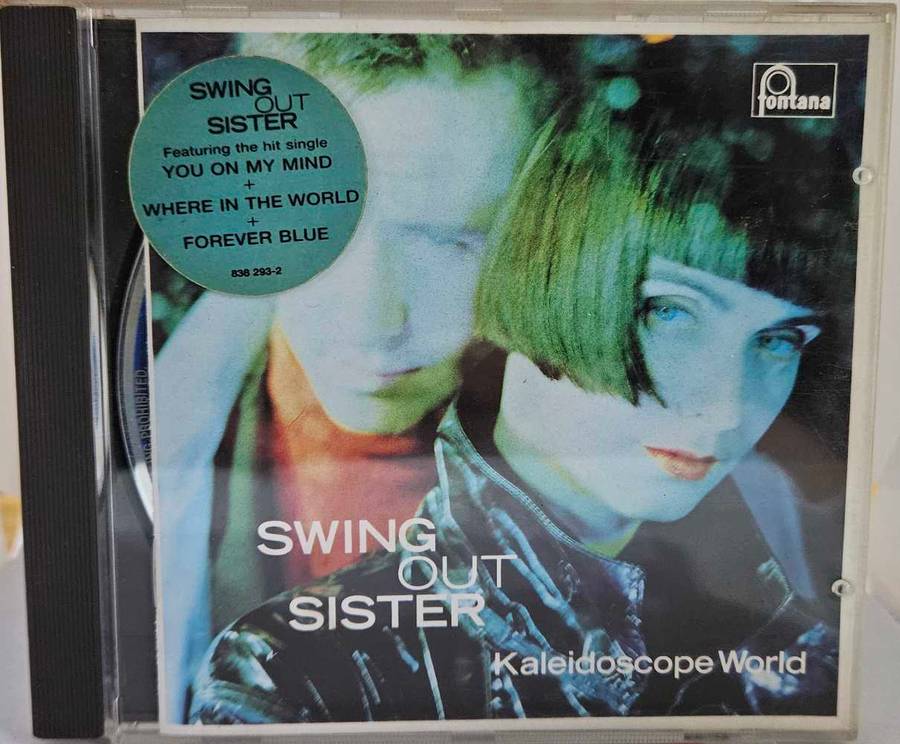 SWING
OUT
SISTER
Featuring the hit single
YOU ON MY MIND
+
WHERE IN THE WORLD
+
FOREVER BLUE
838 293-2
fontana
PROHIBITED
SWING
OUT
SISTER
Kaleidoscope World